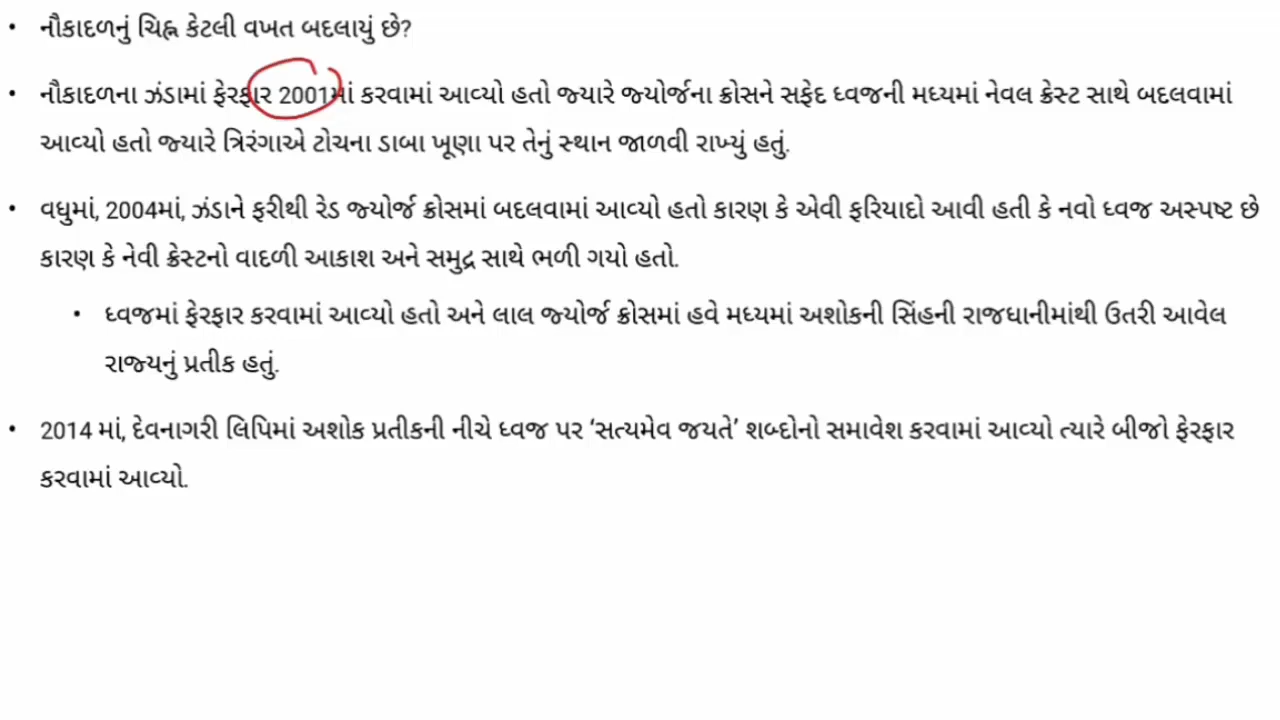 • નૌકાદળનું ચિહ્ન કેટલી વખત બદલાયું છે?
• નૌકાદળના ઝંડામાં ફેરફાર 2001માં કરવામાં આવ્યો હતો જ્યારે જ્યોર્જના ક્રોસને સફેદ ધ્વજની મધ્યમાં નેવલ ક્રેસ્ટ સાથે બદલવામાં
આવ્યો હતો જ્યારે ત્રિરંગાએ ટોચના ડાબા ખૂણા પર તેનું સ્થાન જાળવી રાખ્યું હતું.
• વધુમાં, 2004માં, ઝંડાને ફરીથી રેડ જ્યોર્જ ક્રોસમાં બદલવામાં આવ્યો હતો કારણ કે એવી ફરિયાદો આવી હતી કે નવો ધ્વજ અસ્પષ્ટ છે
કારણ કે નેવી ક્રેસ્ટનો વાદળી આકાશ અને સમુદ્ર સાથે ભળી ગયો હતો.
• ધ્વજમાં ફેરફાર કરવામાં આવ્યો હતો અને લાલ જ્યોર્જ ક્રોસમાં હવે મધ્યમાં અશોકની સિંહની રાજધાનીમાંથી ઉતરી આવેલ
રાજ્યનું પ્રતીક હતું.
• 2014 માં, દેવનાગરી લિપિમાં અશોક પ્રતીકની નીચે ધ્વજ પર ‘સત્યમેવ જયતે’ શબ્દોનો સમાવેશ કરવામાં આવ્યો ત્યારે બીજો ફેરફાર
કરવામાં આવ્યો.